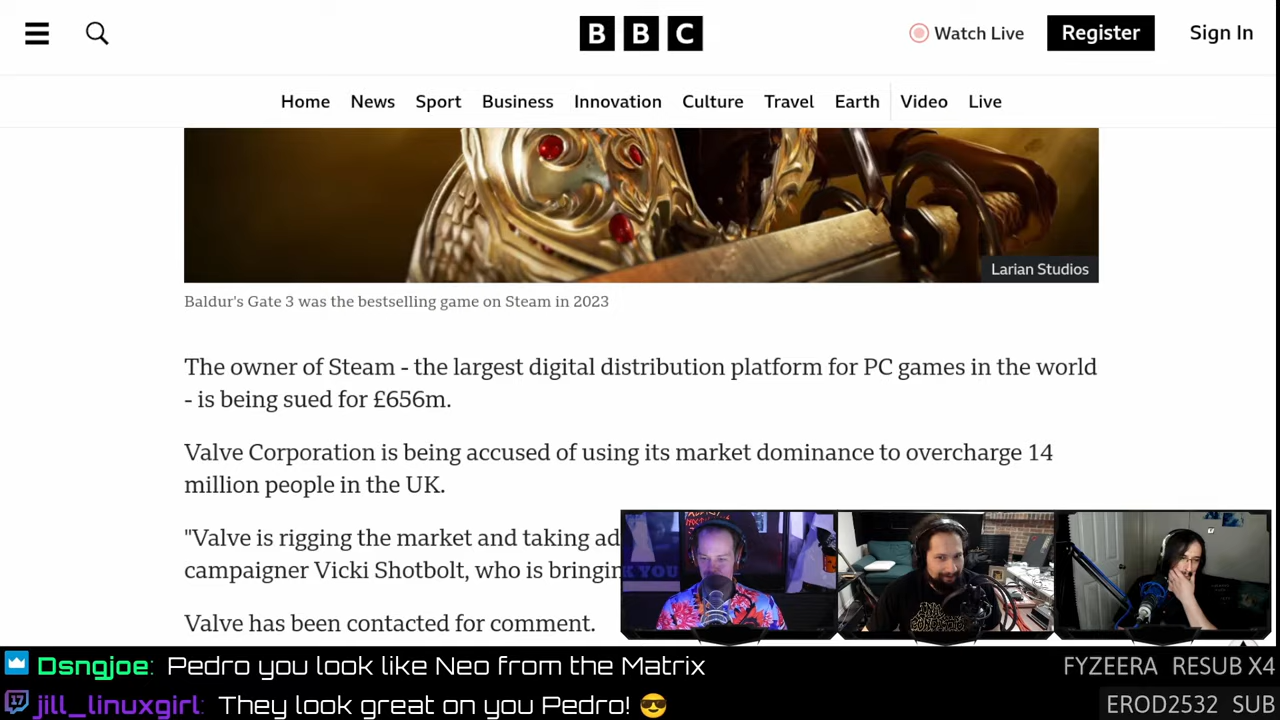 BBC
Watch Live
Register
Sign In
Home News Sport Business Innovation Culture Travel Earth Video Live
Larian Studios
Baldur's Gate 3 was the bestselling game on Steam in 2023
The owner of Steam - the largest digital distribution platform for PC games in the world
- is being sued for £656m.
Valve Corporation is being accused of using its market dominance to overcharge 14
million people in the UK.
"Valve is rigging the market and taking ad
campaigner Vicki Shotbolt, who is bringin
Valve has been contacted for comment.
Dsngjoe: Pedro you look like Neo from the Matrix
FYZEERA RESUB X4
17 jill_linuxgirl: They look great on you Pedro! 😎
EROD2532 SUB